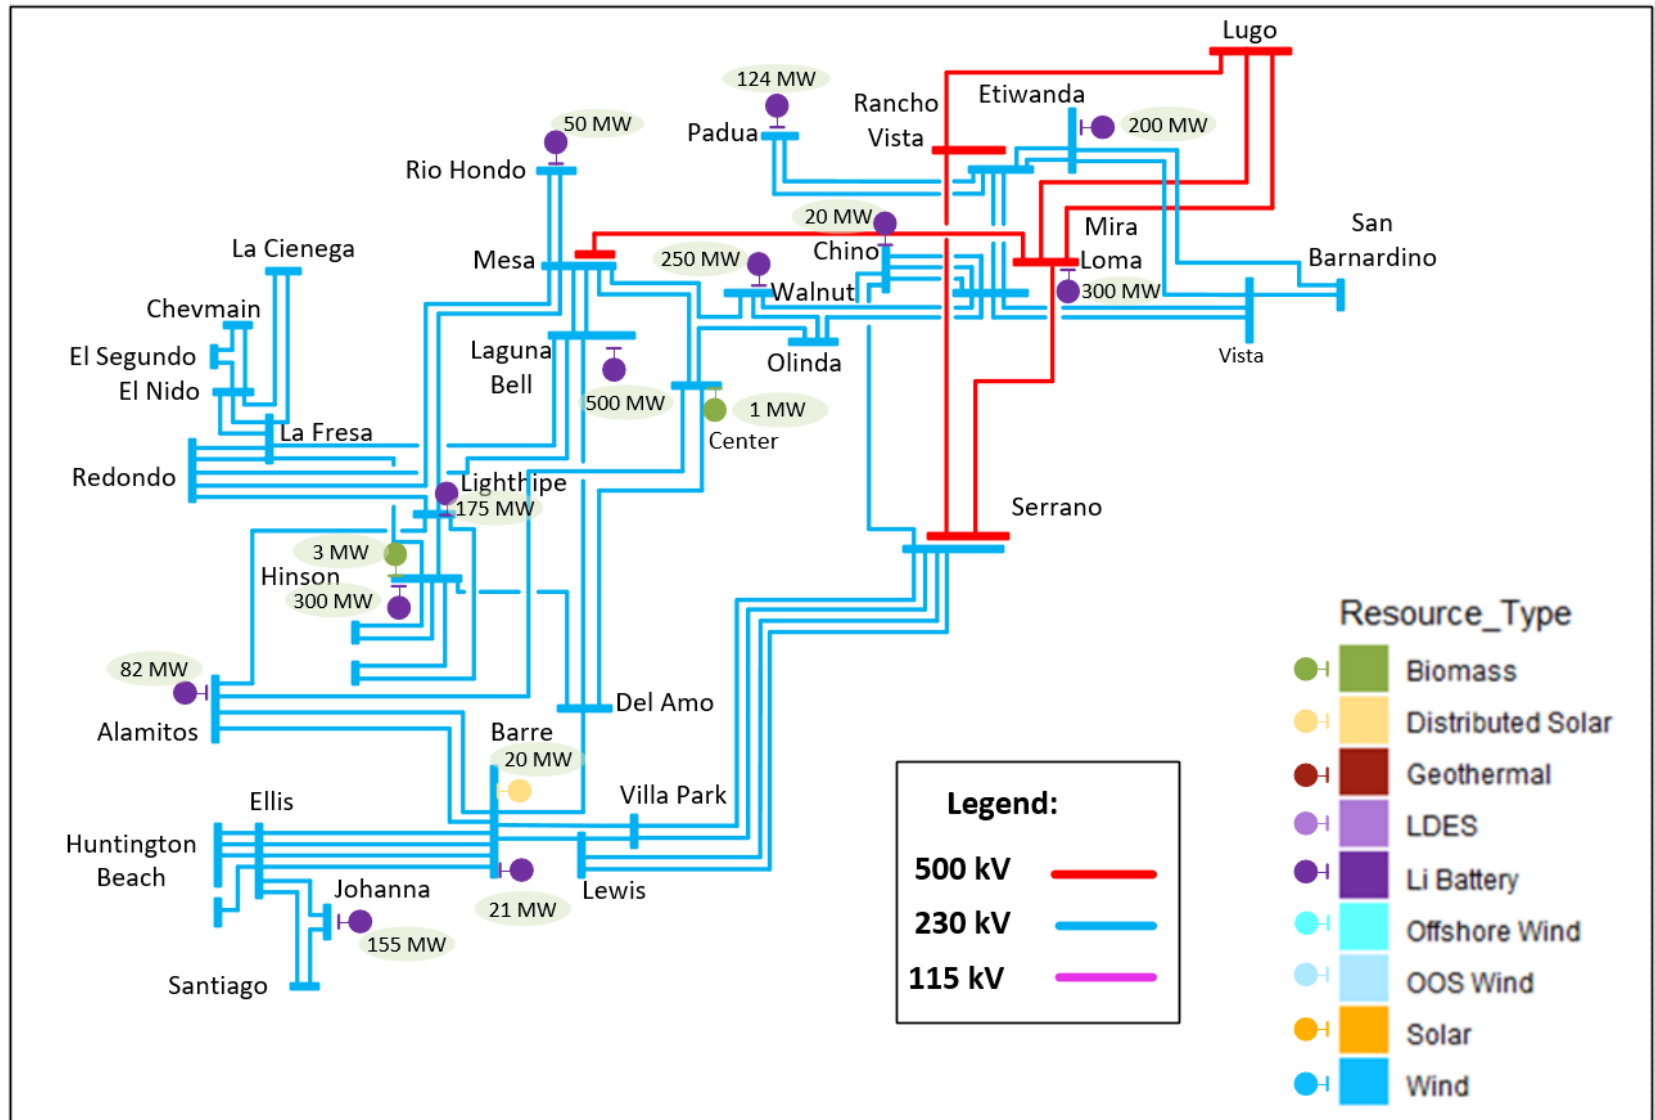 Lugo
124 MW
Rancho
Vista
Etiwanda
200 MW
50 MW
Padua
Rio Hondo
20 MW
Chino
Mira
Loma
San
Barnardino
La Cienega
Mesa
250 MW
Walnut
300 MW
Chevmain
El Segundo
El Nido
Laguna
Bell
Olinda
Vista
500 MW
1 MW
Center
La Fresa
Redondo
Lighthipe
175 MW
Serrano
3 MW
Hinson
300 MW
82 MW
Alamitos
Del Amo
Barre
20 MW
Ellis
Villa Park
Huntington
Beach
Johanna
Lewis
21 MW
155 MW
Santiago
Legend:
500 kV
230 kV
115 kV
Resource_Type
Biomass
Distributed Solar
Geothermal
LDES
Li Battery
Offshore Wind
OOS Wind
Solar
Wind